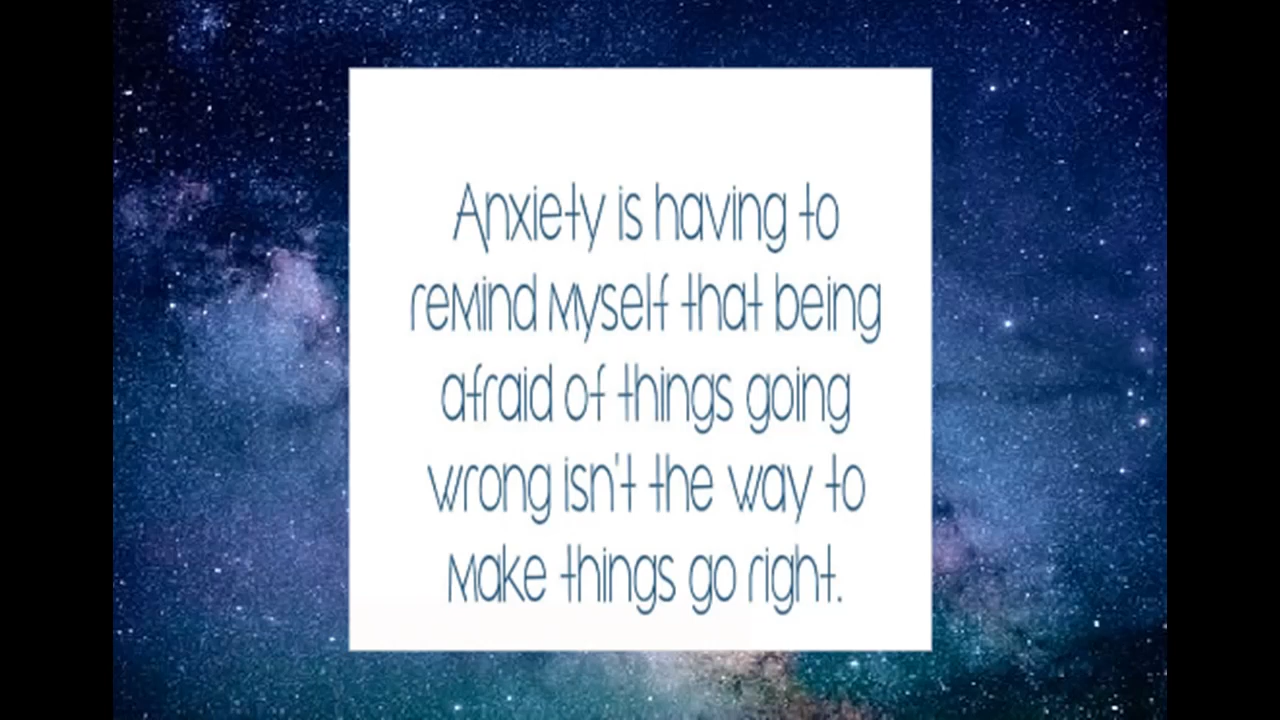 Anxiety is having to
remind myself that being
afraid of things going
wrong isn't the way to
make things go right.